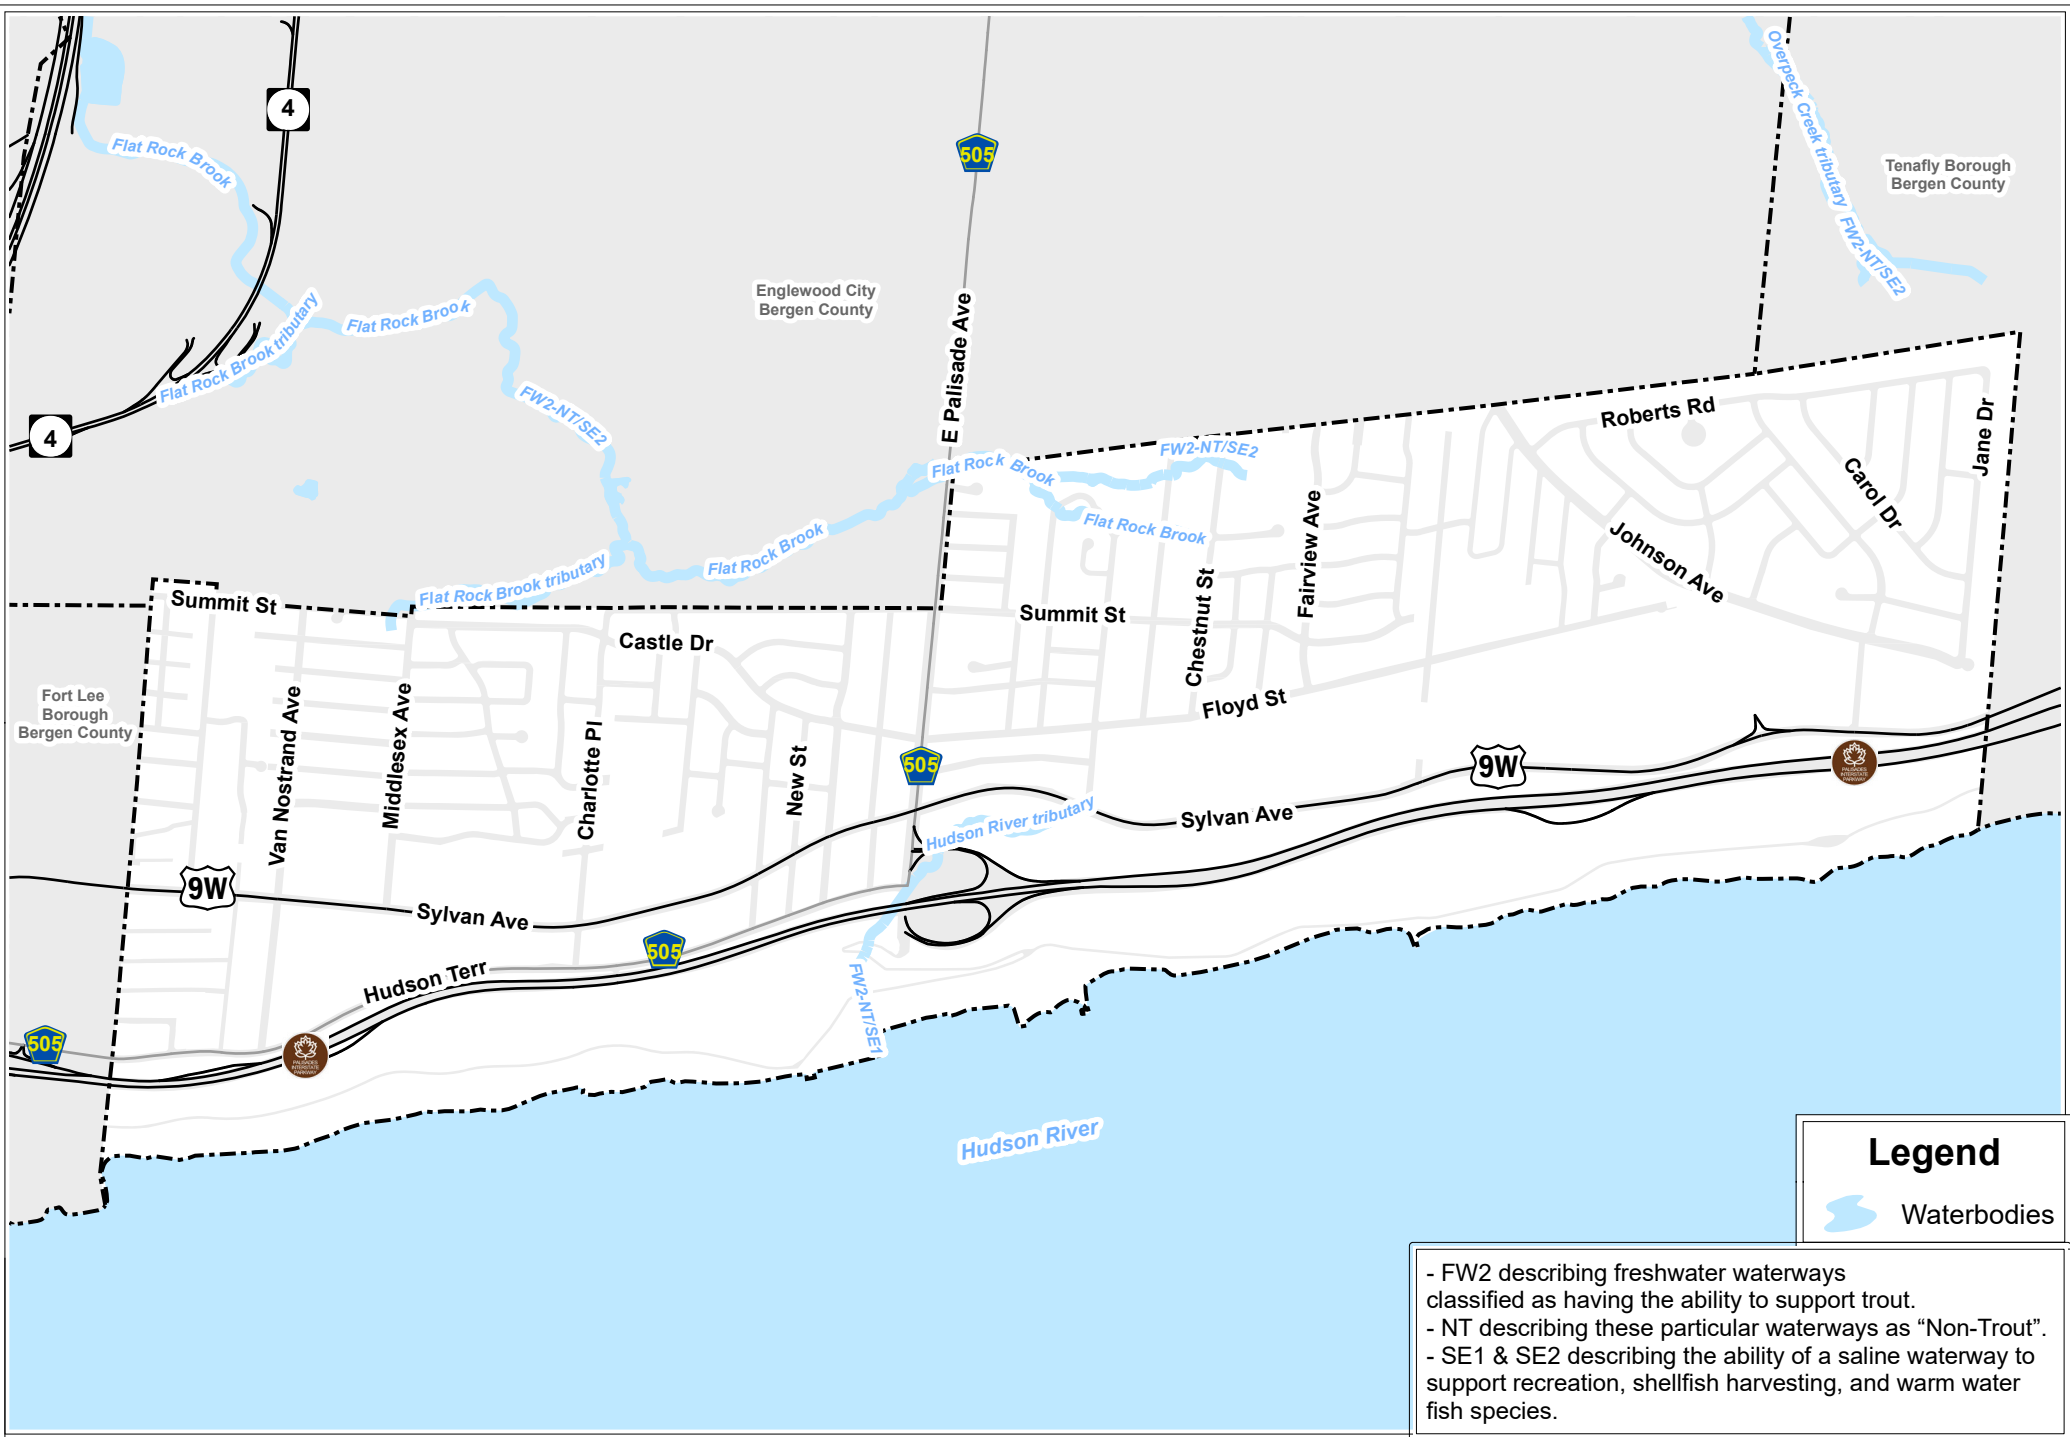 4
Flat Rock Brook
505
Overpeck Creek tributary
FW2-NT/SE2
Tenafly Borough
Bergen County
Englewood City
Bergen County
Flat Rock Brook tributary
Flat Rock Brook
E Palisade Ave
4
FW2-NT/SE2
Flat Rock Brook
FW2-NT/SE2
Flat Rock Brook
Roberts Rd
Jane Dr
Carol Dr
Johnson Ave
Fairview Ave
Chestnut St
Flat Rock Brook
Flat Rock Brook tributary
Summit St
Castle Dr
Summit St
Floyd St
Fort Lee
Borough
Bergen County
Van Nostrand Ave
Middlesex Ave
Charlotte Pl
New St
505
9W
PALISADES
INTERSTATE
PARKWAY
Hudson River tributary
Sylvan Ave
9W
Sylvan Ave
505
Hudson Terr
FW2-NT/SE1
505
PALISADES
INTERSTATE
PARKWAY
Hudson River
Legend
Waterbodies
- FW2 describing freshwater waterways
classified as having the ability to support trout.
- NT describing these particular waterways as “Non-Trout”.
- SE1 & SE2 describing the ability of a saline waterway to
support recreation, shellfish harvesting, and warm water
fish species.